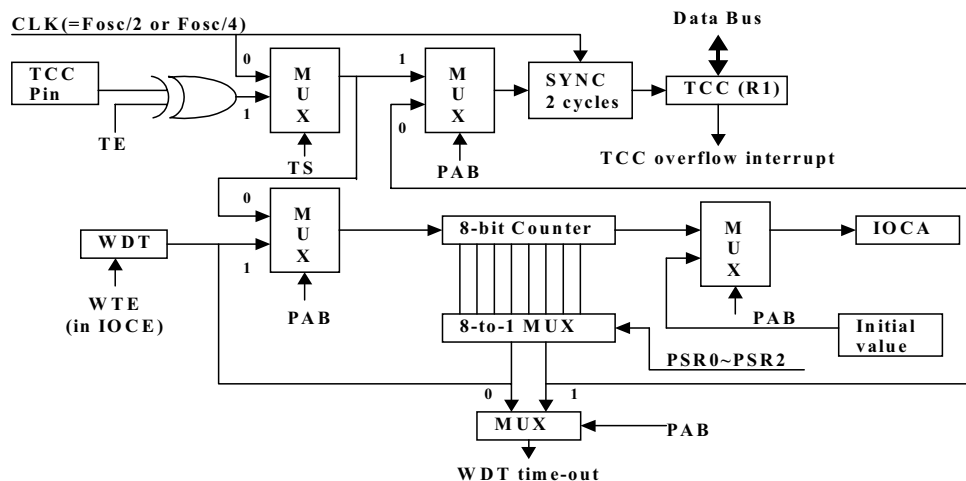 CLK(=Fosc/2 or Fosc/4)
Data Bus
TCC
Pin
0
1
M
U
X
TE
TS
1
0
M
U
X
PAB
SYNC
2 cycles
TCC (R1)
TCC overflow interrupt
WDT
WTE
(in IOCE)
0
1
M
U
X
PAB
8-bit Counter
8-to-1 MUX
M
U
X
PAB
IOCA
Initial
value
PSR0~PSR2
0
1
MUX
PAB
WDT time-out